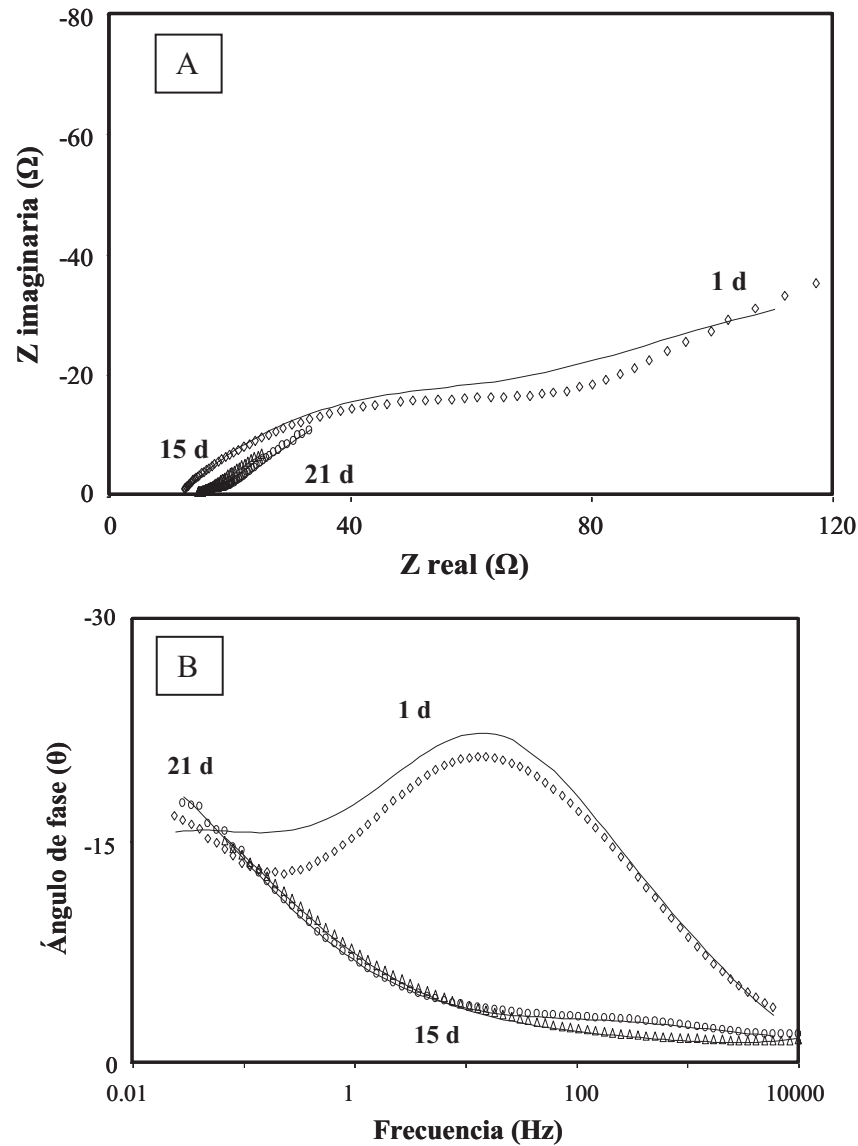 -80
A
-60
Z imaginaria (Ω)
-40
1 d
-20
15 d
21 d
0
0 40 80 120
Z real (Ω)
-30
B
1 d
21 d
-15
Ángulo de fase (θ)
15 d
0
0.01 1 100 10000
Frecuencia (Hz)